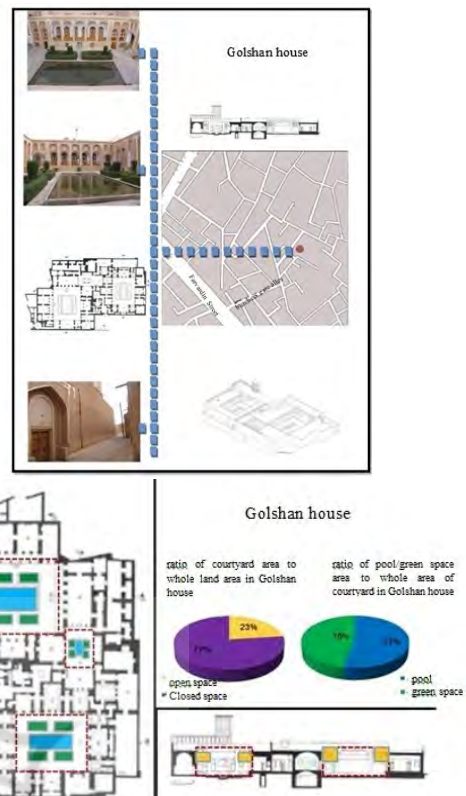 Golshan house
Farvardin Street
Golshan house
ratio of courtyard area to
whole land area in Golshan
house
ratio of pool/green space
area to whole area of
courtyard in Golshan house
23%
77%
18%
open space
Closed space
pool
green space